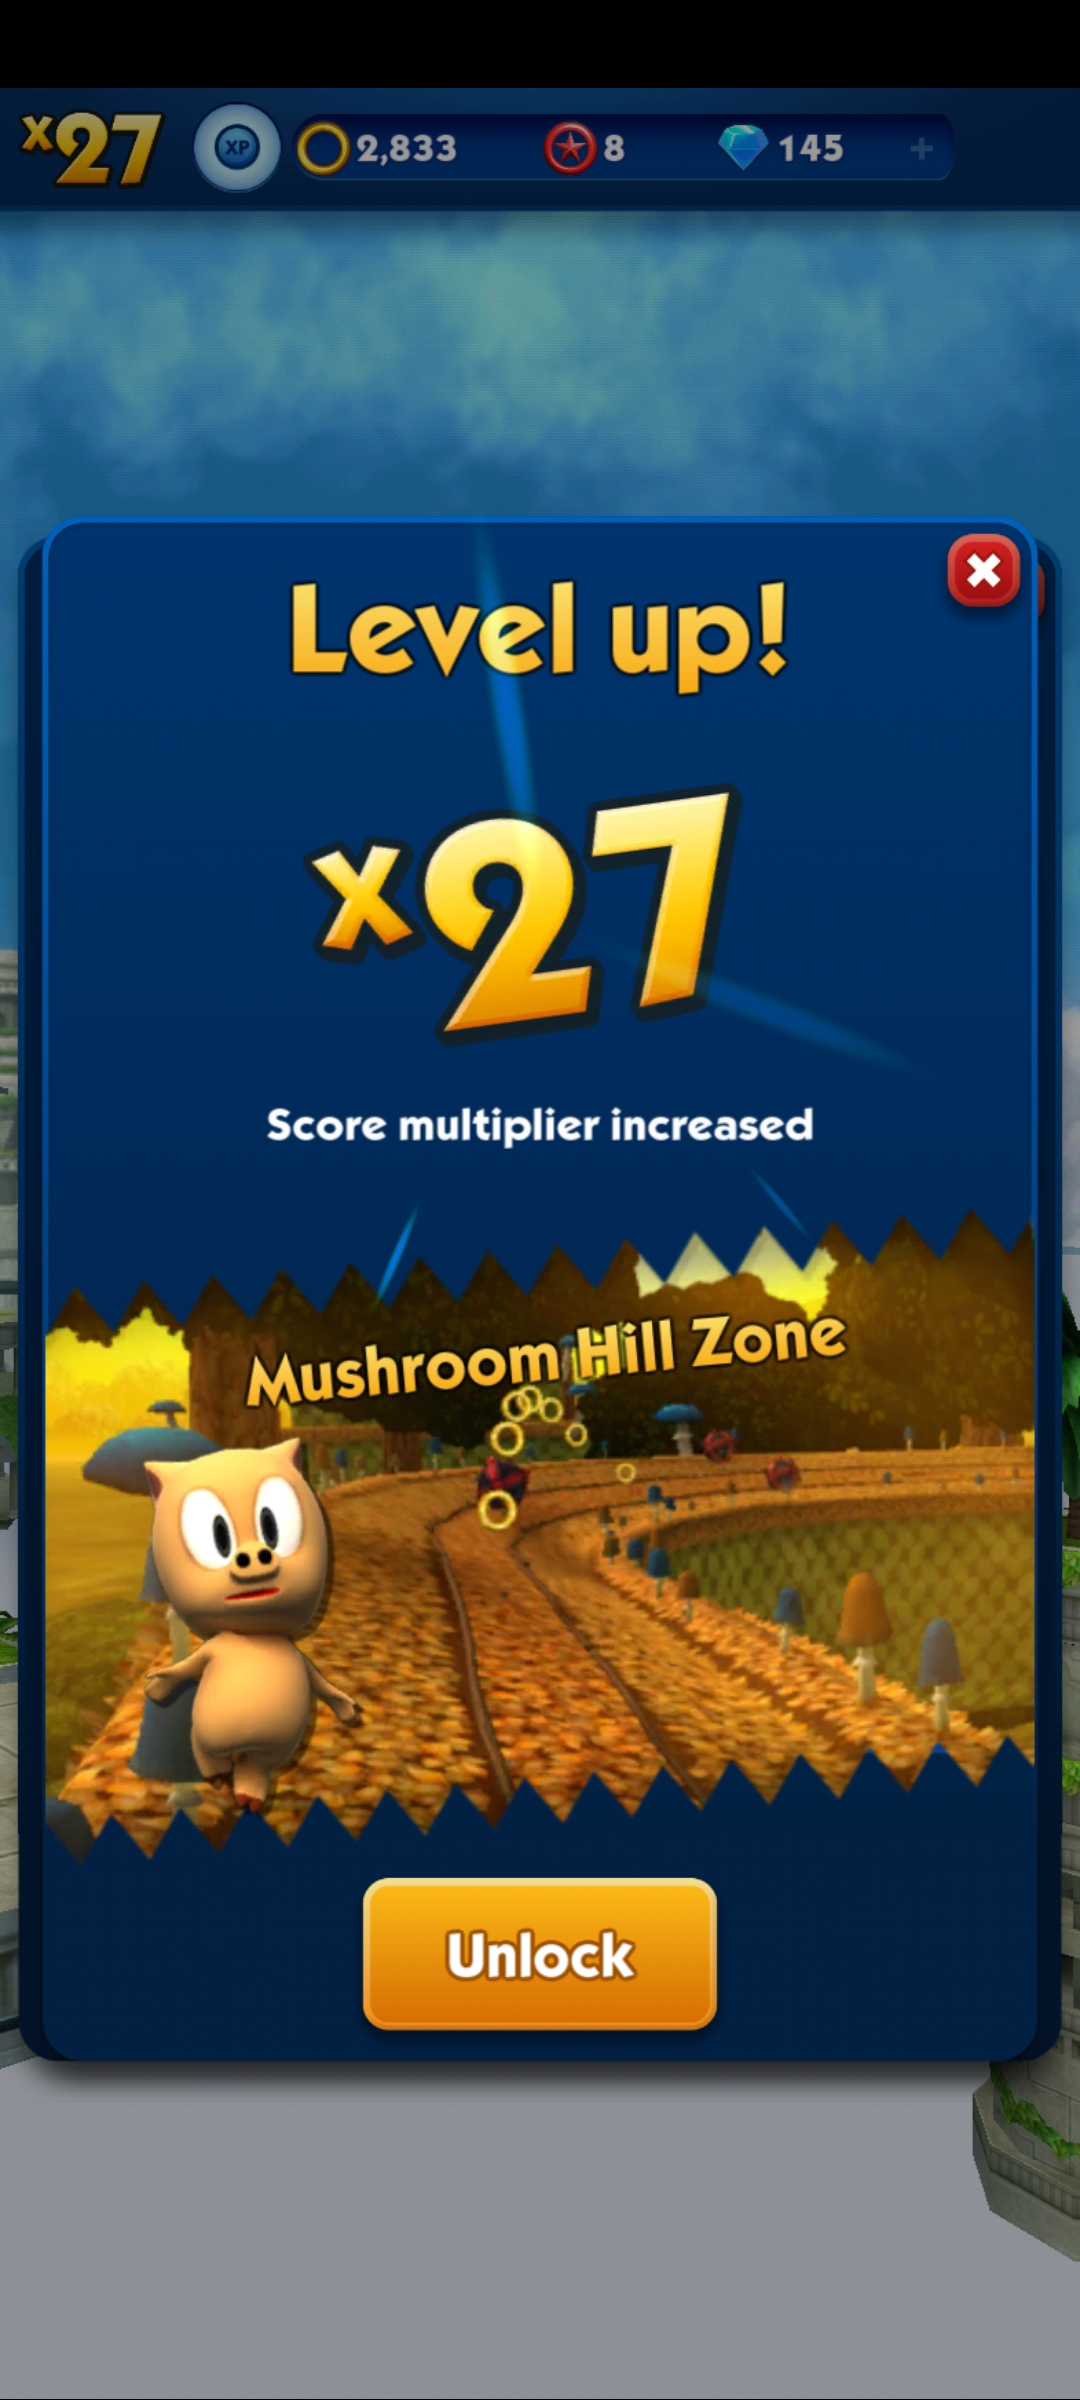 x27 XP 2,833 8 145 +
Level up!
x27
Score multiplier increased
Mushroom Hill Zone
Unlock